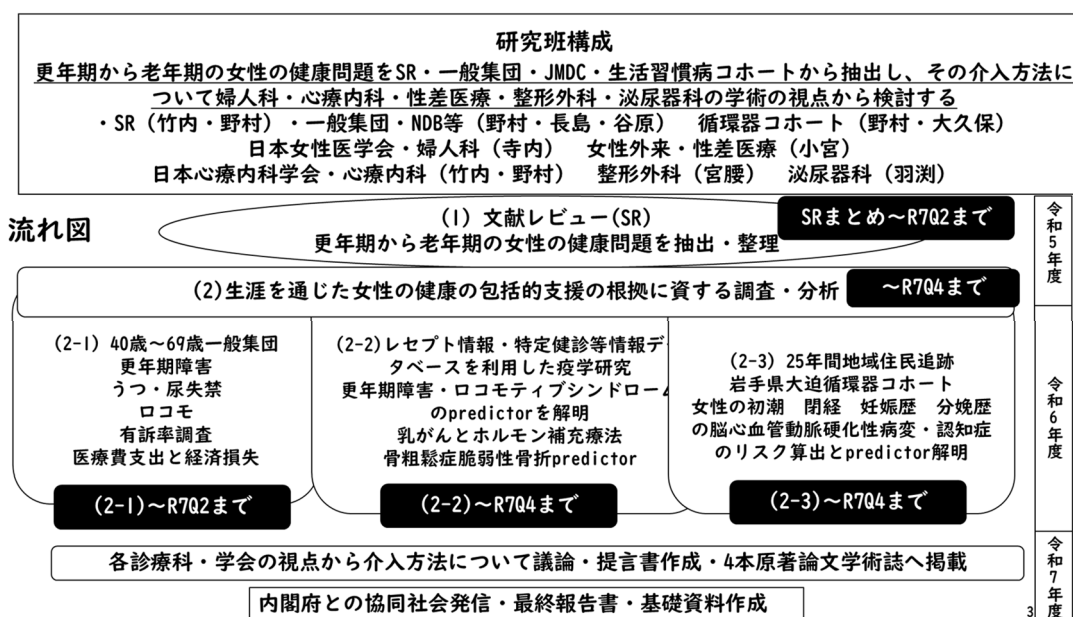 研究班構成
更年期から老年期の女性の健康問題をSR・一般集団・JMDC・生活習慣病コホートから抽出し、その介入方法に
ついて婦人科・心療内科・性差医療・整形外科・泌尿器科の学術の視点から検討する
・SR（竹内・野村）・一般集団・NDB等（野村・長島・谷原）　循環器コホート（野村・大久保）
日本女性医学会・婦人科（寺内）　女性外来・性差医療（小宮）
日本心療内科学会・心療内科（竹内・野村）　整形外科（宮腰）　泌尿器科（羽渕）
流れ図
(1) 文献レビュー(SR)
更年期から老年期の女性の健康問題を抽出・整理
SRまとめ～R7Q2まで
令和5年度
(2)生涯を通じた女性の健康の包括的支援の根拠に資する調査・分析
～R7Q4まで
(2-1) 40歳～69歳一般集団
更年期障害
うつ・尿失禁
ロコモ
有訴率調査
医療費支出と経済損失
(2-1)～R7Q2まで
(2-2)レセプト情報・特定健診等情報デー
タベースを利用した疫学研究
更年期障害・ロコモティブシンドローム
のpredictorを解明
乳がんとホルモン補充療法
骨粗鬆症脆弱性骨折predictor
(2-2)～R7Q4まで
(2-3) 25年間地域住民追跡
岩手県大迫循環器コホート
女性の初潮　閉経　妊娠歴　分娩歴
の脳心血管動脈硬化性病変・認知症
のリスク算出とpredictor解明
(2-3)～R7Q4まで
令和6年度
各診療科・学会の視点から介入方法について議論・提言書作成・4本原著論文学術誌へ掲載
内閣府との協同社会発信・最終報告書・基礎資料作成
令和7年度
3